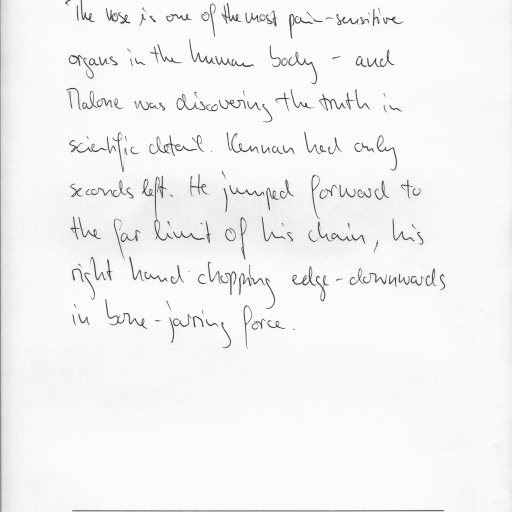 The nose is one of the most pain-sensitive
organs in the human body - and
Malone was discovering the truth in
scientific detail. Kennan had only
seconds left. He jumped forward to
the far limit of his chain, his
right hand chopping edge-downwards
in bone-jarring force.